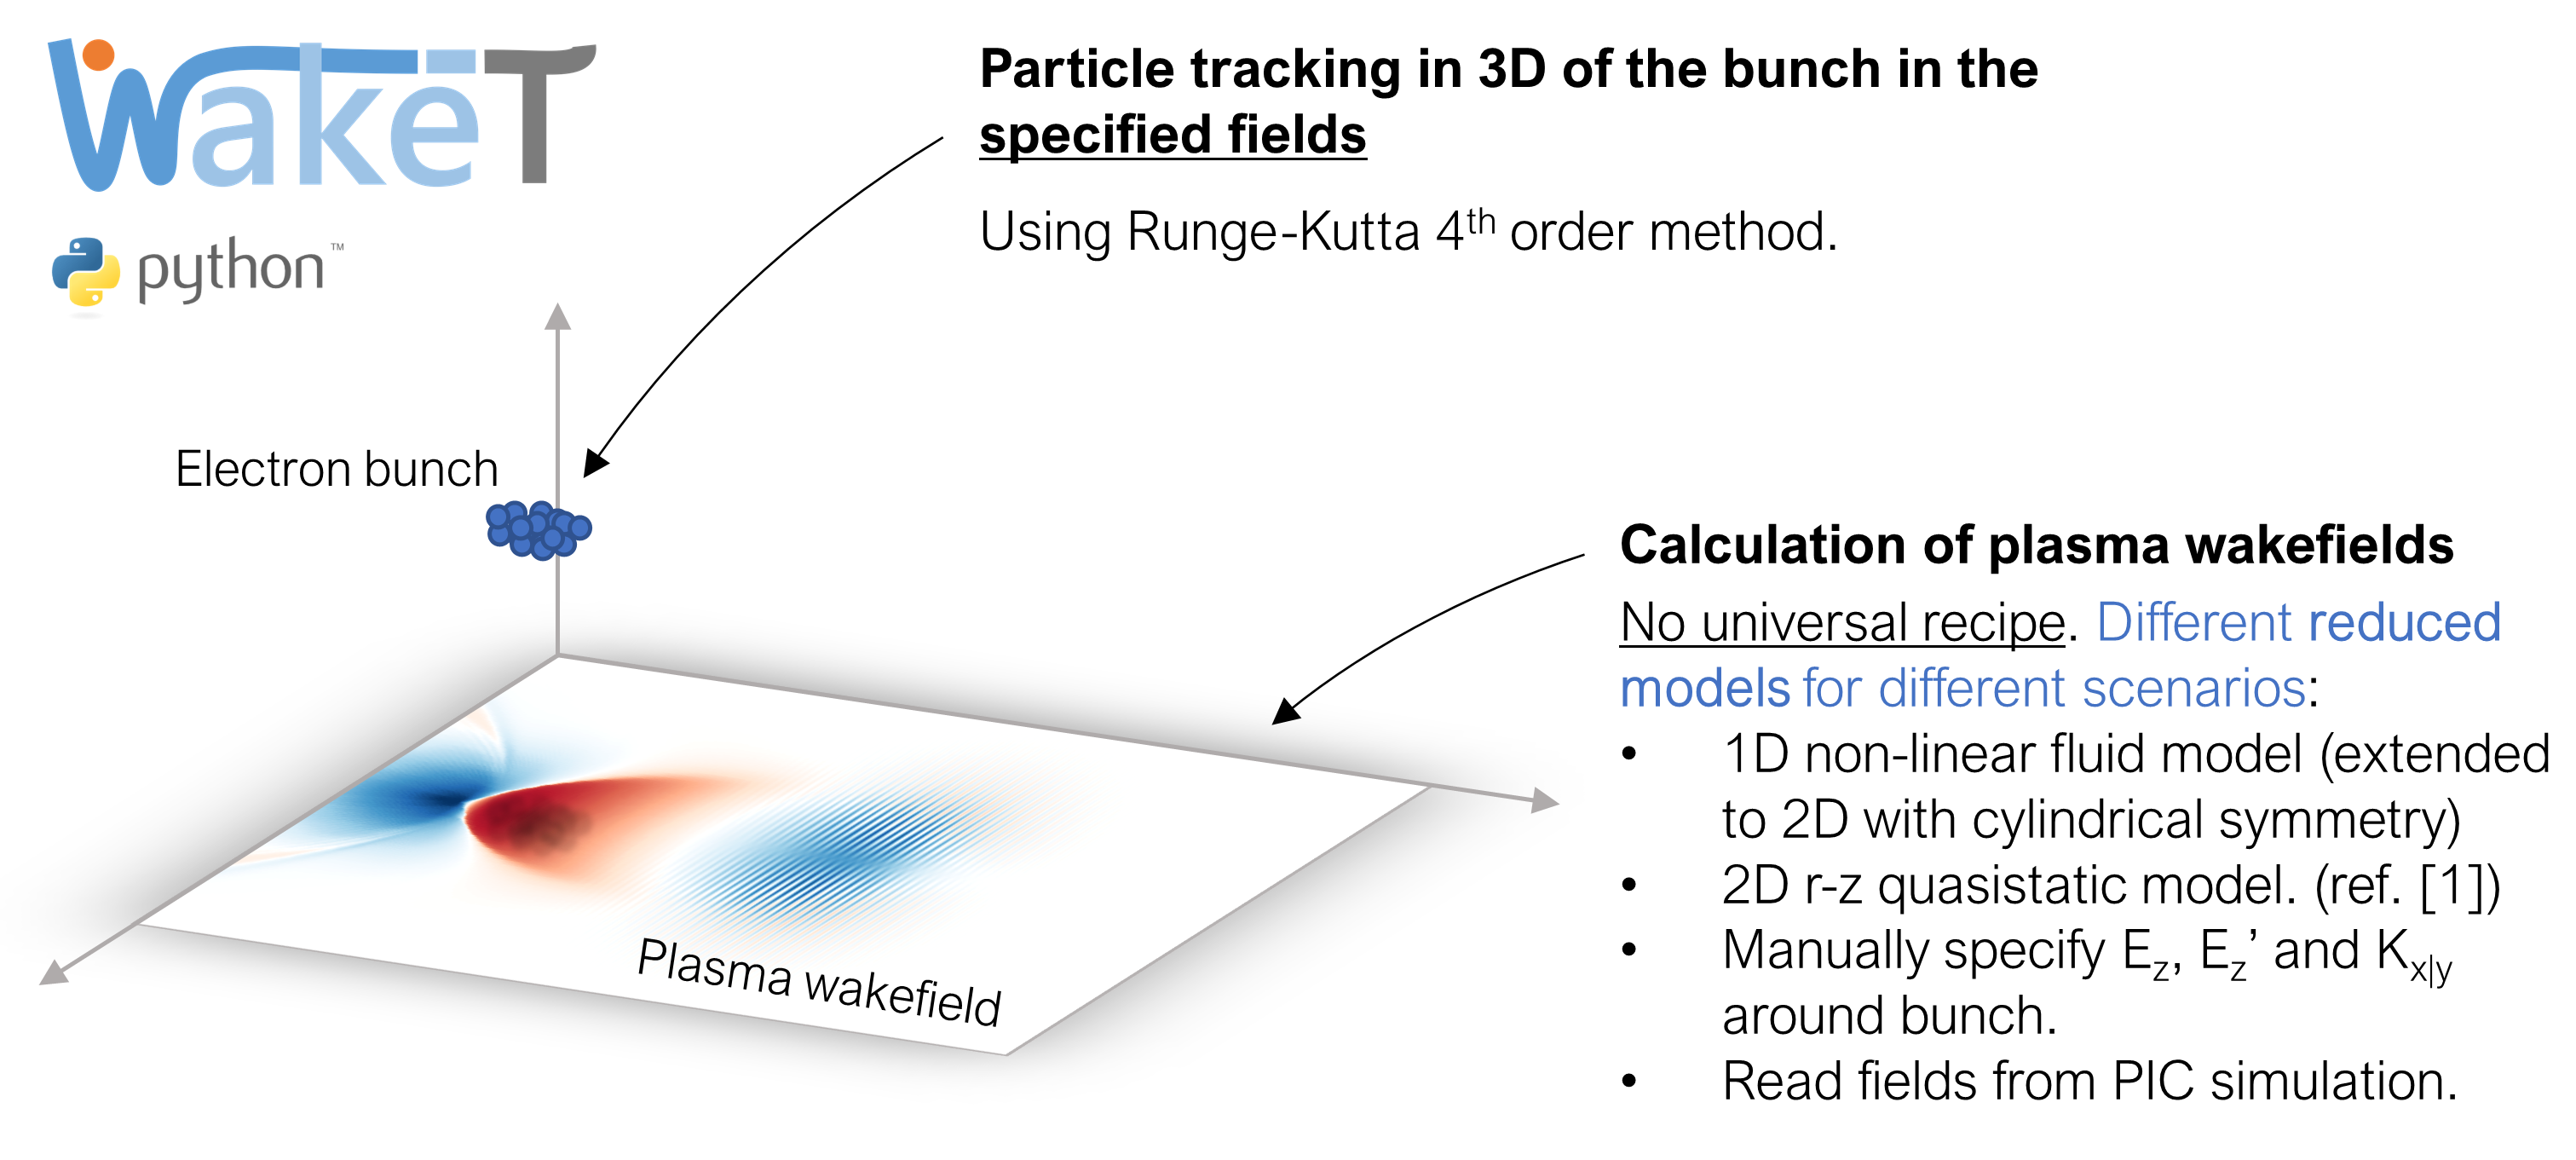 WakeT
python™
Particle tracking in 3D of the bunch in the
specified fields
Using Runge-Kutta 4th order method.
Electron bunch
Calculation of plasma wakefields
No universal recipe. Different reduced
models for different scenarios:
• 1D non-linear fluid model (extended
to 2D with cylindrical symmetry)
• 2D r-z quasistatic model. (ref. [1])
• Manually specify Ez, Ez’ and Kx|y
around bunch.
• Read fields from PIC simulation.
Plasma wakefield